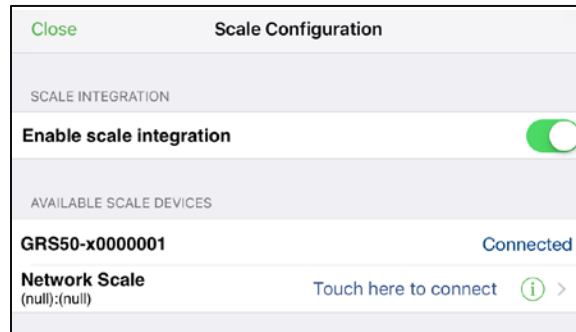 Close Scale Configuration
SCALE INTEGRATION
Enable scale integration
AVAILABLE SCALE DEVICES
GRS50-x0000001 Connected
Network Scale
(null):(null) Touch here to connect